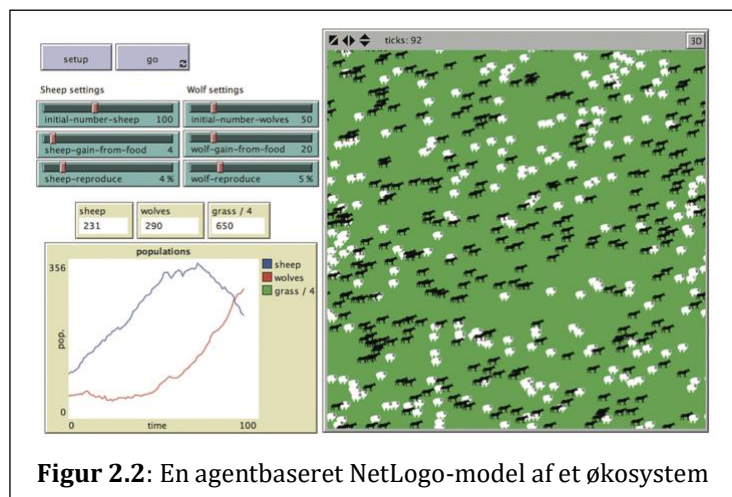 ticks: 92
3D
setup
go
Sheep settings
Wolf settings
initial-number-sheep 100
initial-number-wolves 50
sheep-gain-from-food 4
wolf-gain-from-food 20
sheep-reproduce 4 %
wolf-reproduce 5 %
sheep
231
wolves
290
grass / 4
650
populations
356
pop.
0
0
time
100
sheep
wolves
grass / 4
Figur 2.2: En agentbaseret NetLogo-model af et økosystem